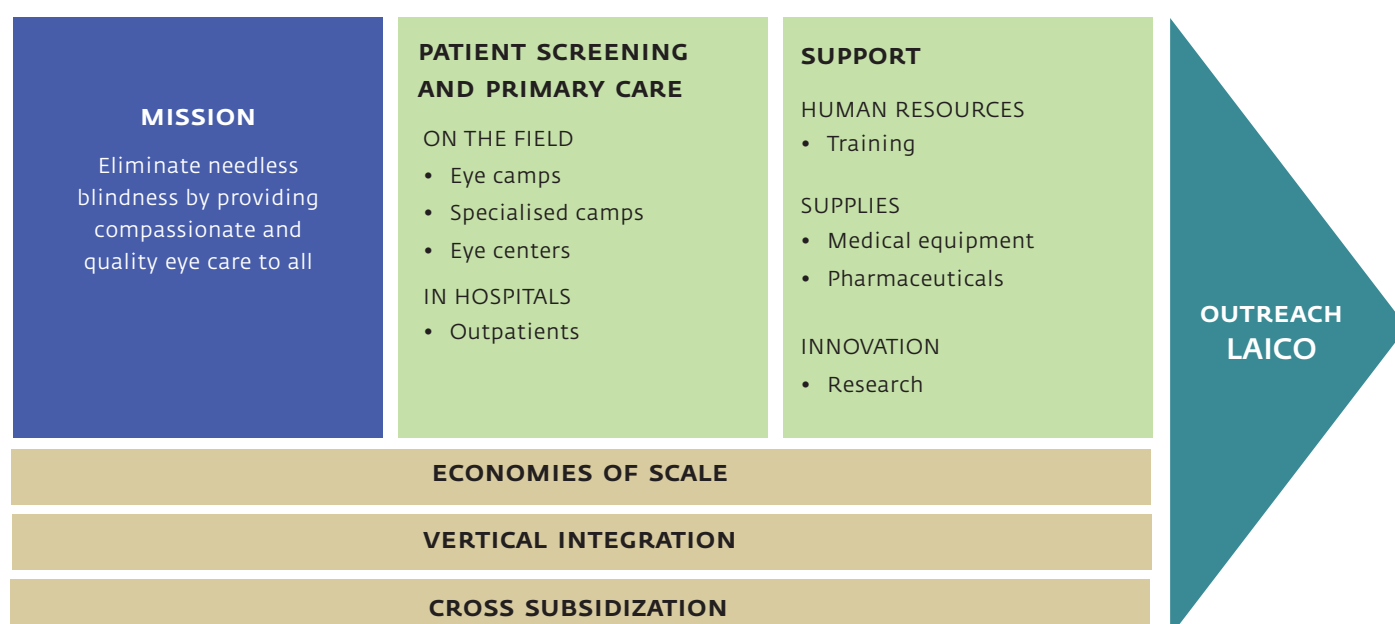 MISSION
Eliminate needless
blindness by providing
compassionate and
quality eye care to all
PATIENT SCREENING
AND PRIMARY CARE
ON THE FIELD
• Eye camps
• Specialised camps
• Eye centers
IN HOSPITALS
• Outpatients
SUPPORT
HUMAN RESOURCES
• Training
SUPPLIES
• Medical equipment
• Pharmaceuticals
INNOVATION
• Research
OUTREACH
LAICO
ECONOMIES OF SCALE
VERTICAL INTEGRATION
CROSS SUBSIDIZATION